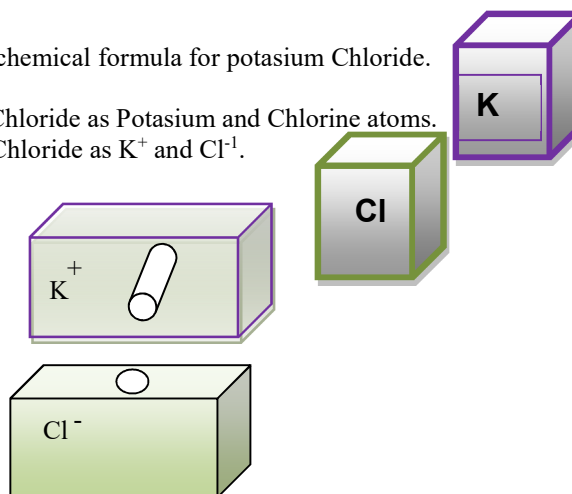 chemical formula for potasium Chloride.
Chloride as Potasium and Chlorine atoms.
Chloride as K⁺ and Cl⁻¹.
K
Cl
K⁺
Cl⁻